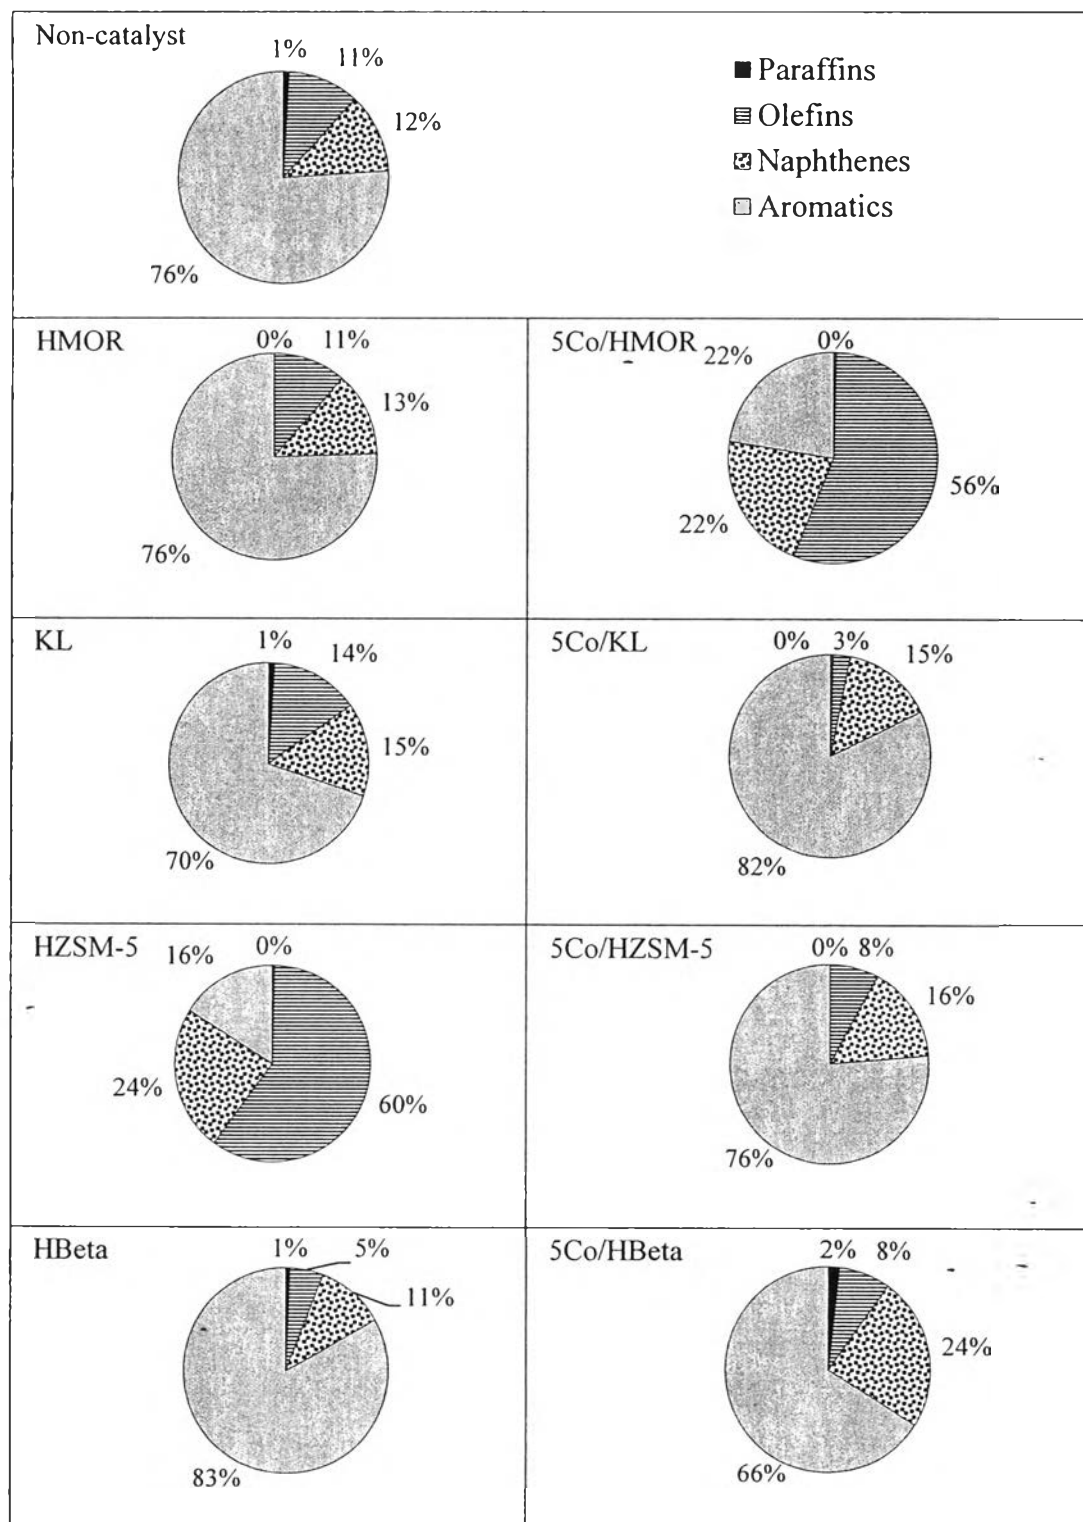 Non-catalyst
1% 11%
12%
76%
Paraffins
Olefins
Naphthenes
Aromatics
HMOR
0% 11%
13%
76%
5Co/HMOR
22% 0%
56%
22%
KL
1% 14%
15%
70%
5Co/KL
0% 3% 15%
82%
HZSM-5
16% 0%
24%
60%
5Co/HZSM-5
0% 8%
16%
76%
HBeta
1% 5%
11%
83%
5Co/HBeta
2% 8%
24%
66%